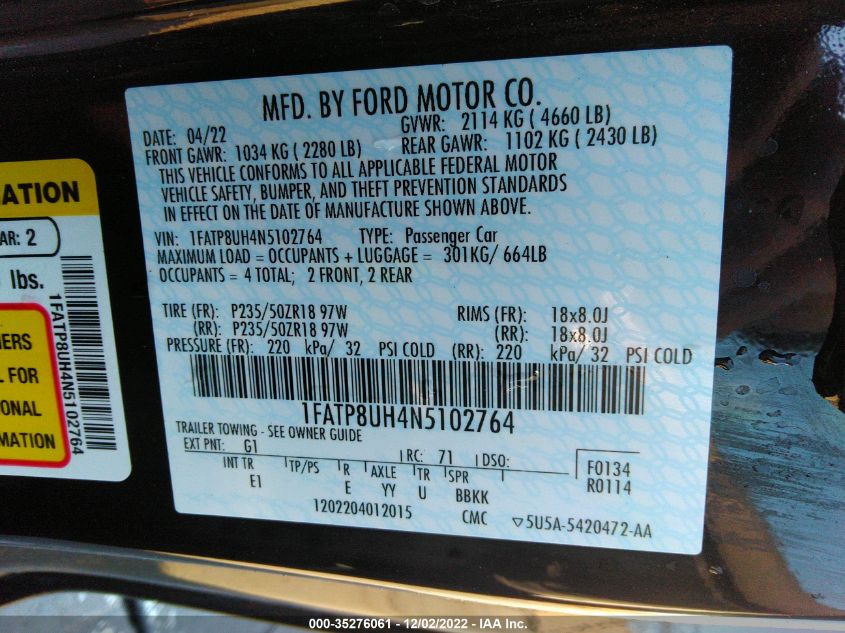 MFD. BY FORD MOTOR CO.
DATE: 04/22 GVWR: 2114 KG ( 4660 LB)
FRONT GAWR: 1034 KG ( 2280 LB) REAR GAWR: 1102 KG ( 2430 LB)
THIS VEHICLE CONFORMS TO ALL APPLICABLE FEDERAL MOTOR
VEHICLE SAFETY, BUMPER, AND THEFT PREVENTION STANDARDS
IN EFFECT ON THE DATE OF MANUFACTURE SHOWN ABOVE.
VIN: 1FATP8UH4N5102764 TYPE: Passenger Car
MAXIMUM LOAD = OCCUPANTS + LUGGAGE = 301KG/ 664LB
OCCUPANTS = 4 TOTAL; 2 FRONT, 2 REAR
TIRE (FR): P235/50ZR18 97W RIMS (FR): 18x8.0J
(RR): P235/50ZR18 97W (RR): 18x8.0J
PRESSURE (FR): 220 kPa/ 32 PSI COLD (RR): 220 kPa/ 32 PSI COLD
1FATP8UH4N5102764
TRAILER TOWING - SEE OWNER GUIDE
EXT PNT: G1 RC: 71 DSO: F0134
INT TR TP/PS R AXLE TR SPR R0114
E1 E YY U BBKK
1202204012015 CMC ▽5U5A-5420472-AA
ATION
AR: 2
lbs.
NERS
L FOR
IONAL
RMATION
1FATP8UH4N5102764
000-35276061 - 12/02/2022 - IAA Inc.